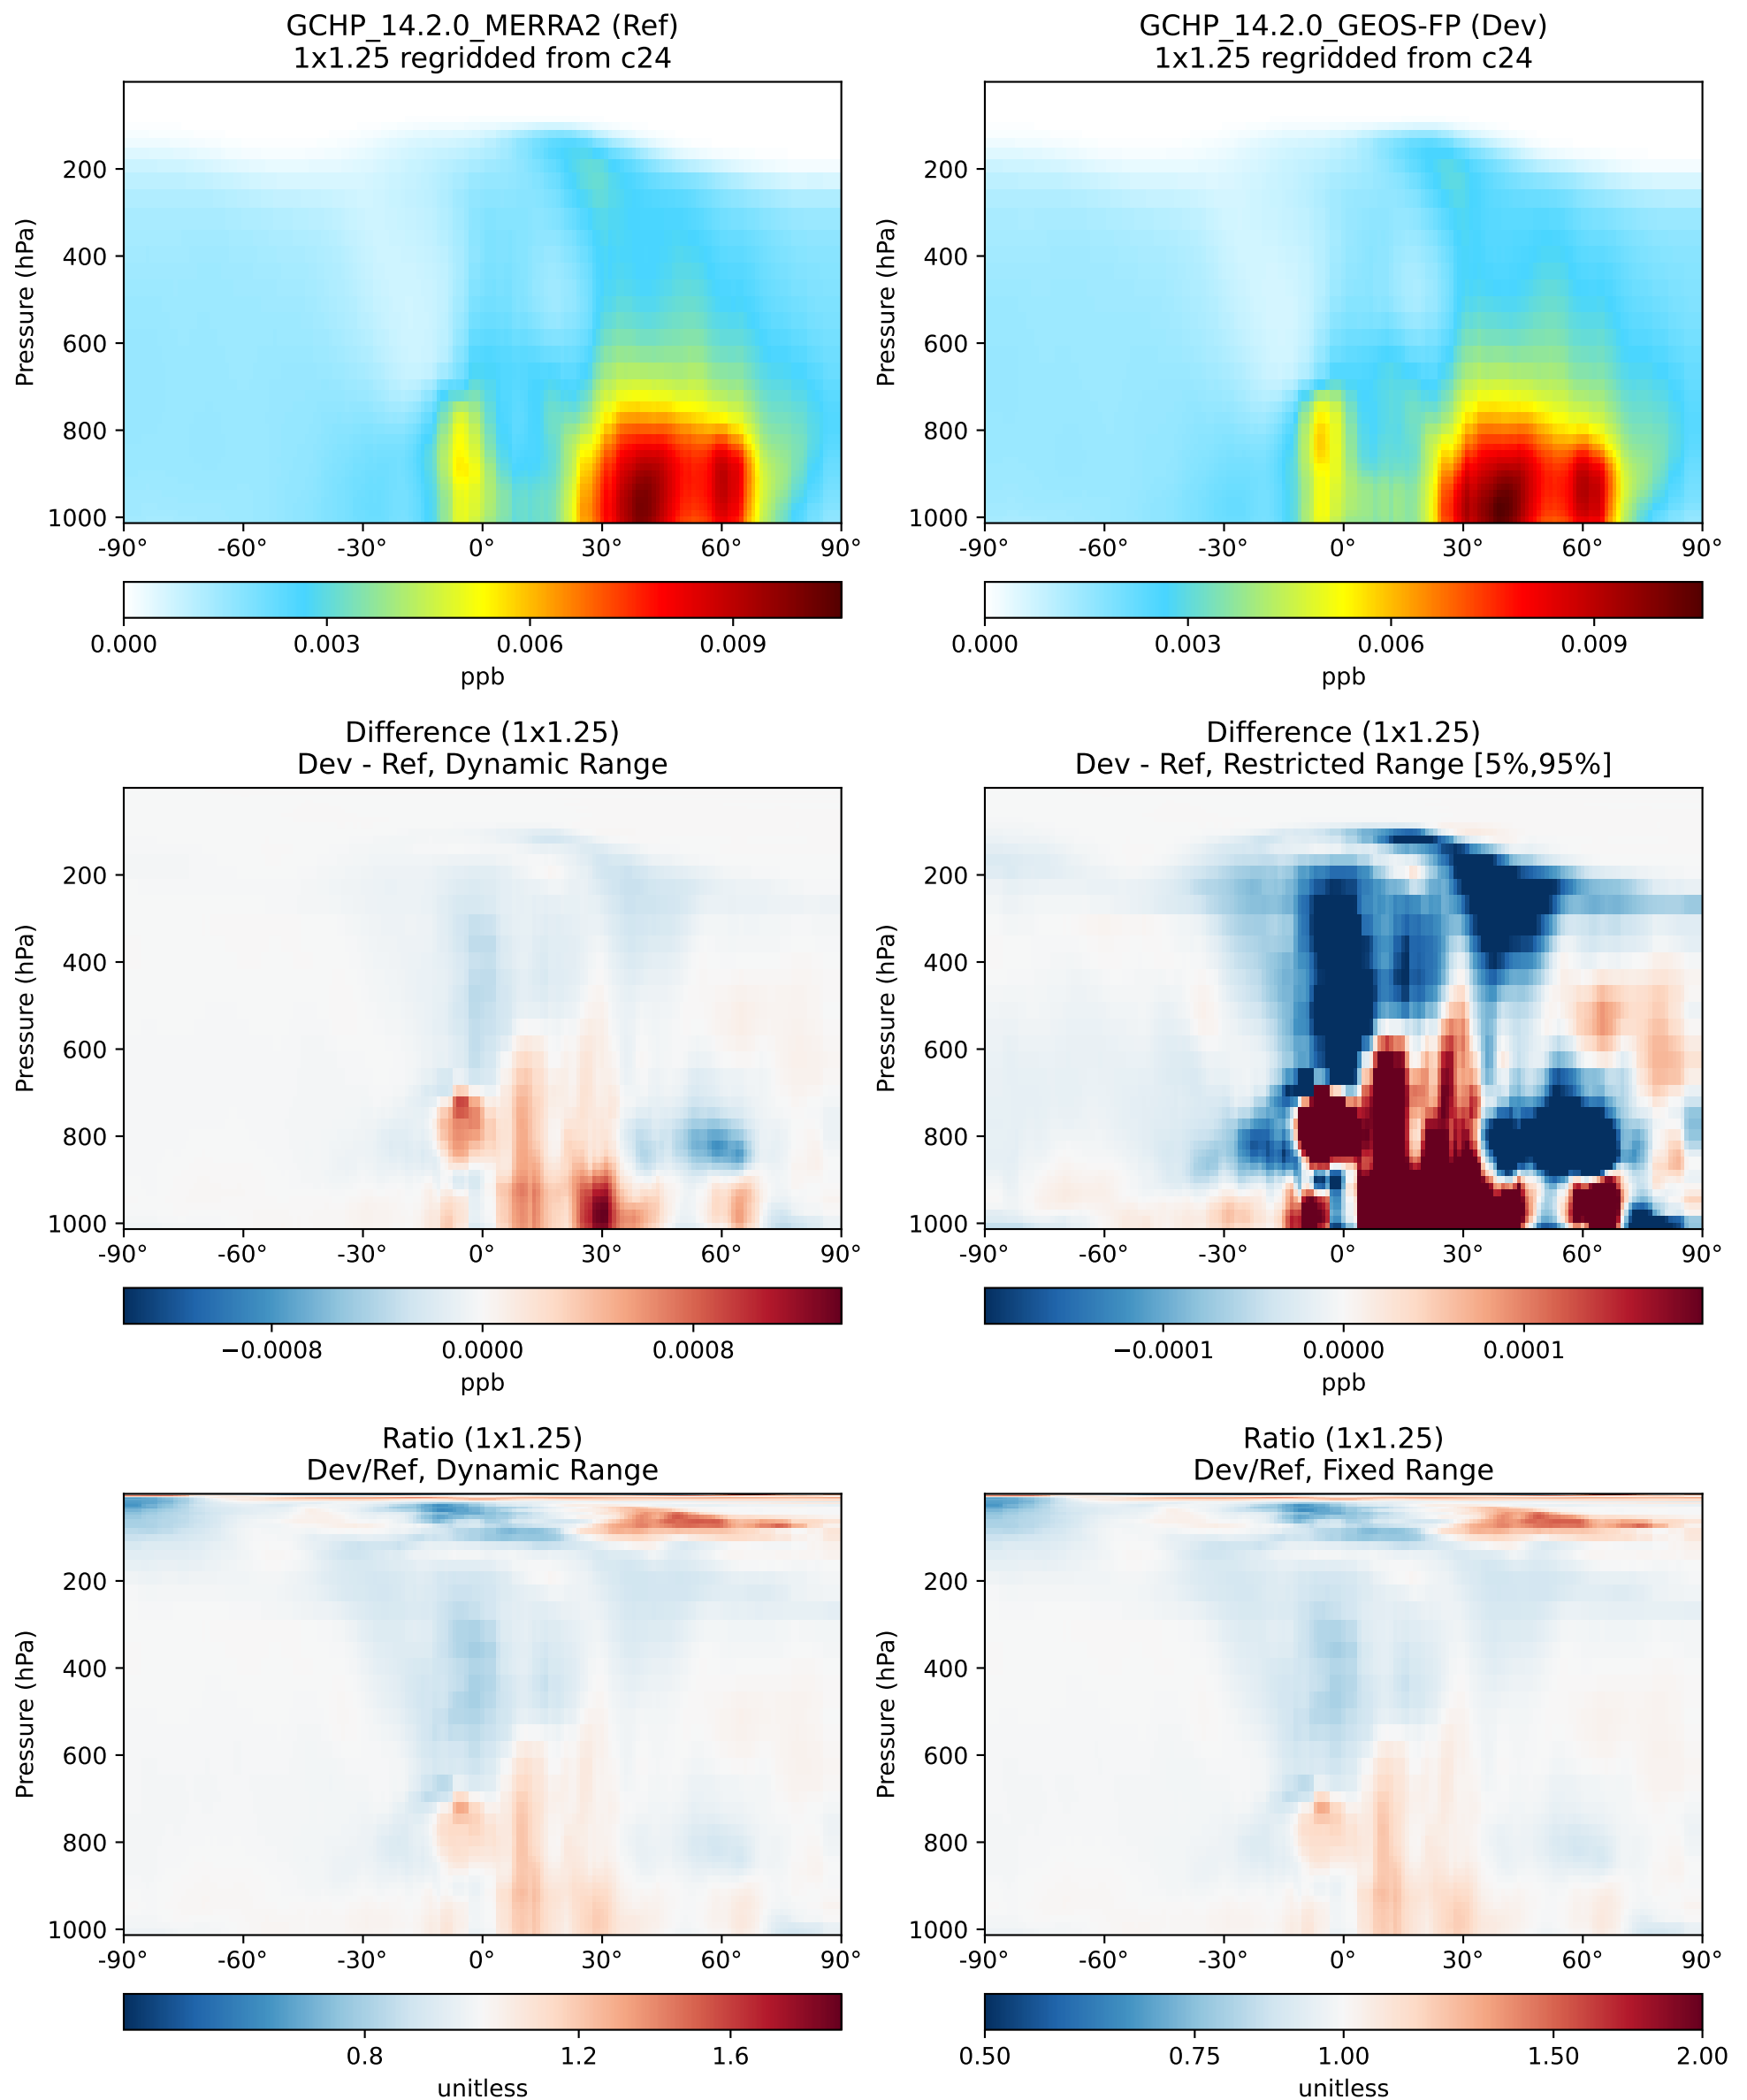 GCHP_14.2.0_MERRA2 (Ref)
1x1.25 regridded from c24
Pressure (hPa)
200
400
600
800
1000
-90° -60° -30° 0° 30° 60° 90°
0.000 0.003 0.006 0.009
ppb
GCHP_14.2.0_GEOS-FP (Dev)
1x1.25 regridded from c24
Pressure (hPa)
200
400
600
800
1000
-90° -60° -30° 0° 30° 60° 90°
0.000 0.003 0.006 0.009
ppb
Difference (1x1.25)
Dev - Ref, Dynamic Range
Pressure (hPa)
200
400
600
800
1000
-90° -60° -30° 0° 30° 60° 90°
−0.0008 0.0000 0.0008
ppb
Difference (1x1.25)
Dev - Ref, Restricted Range [5%,95%]
Pressure (hPa)
200
400
600
800
1000
-90° -60° -30° 0° 30° 60° 90°
−0.0001 0.0000 0.0001
ppb
Ratio (1x1.25)
Dev/Ref, Dynamic Range
Pressure (hPa)
200
400
600
800
1000
-90° -60° -30° 0° 30° 60° 90°
0.8 1.2 1.6
unitless
Ratio (1x1.25)
Dev/Ref, Fixed Range
Pressure (hPa)
200
400
600
800
1000
-90° -60° -30° 0° 30° 60° 90°
0.50 0.75 1.00 1.50 2.00
unitless